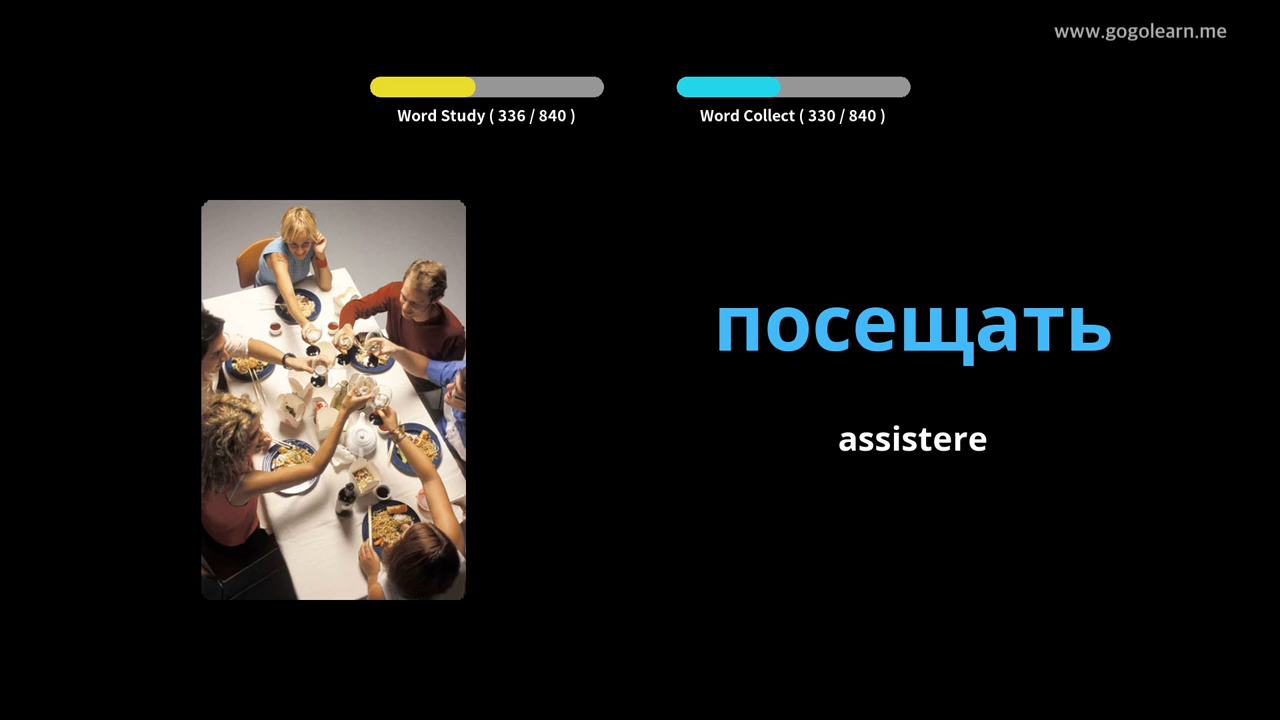 www.gogolearn.me
Word Study ( 336 / 840 )
Word Collect ( 330 / 840 )
посещать
assistere